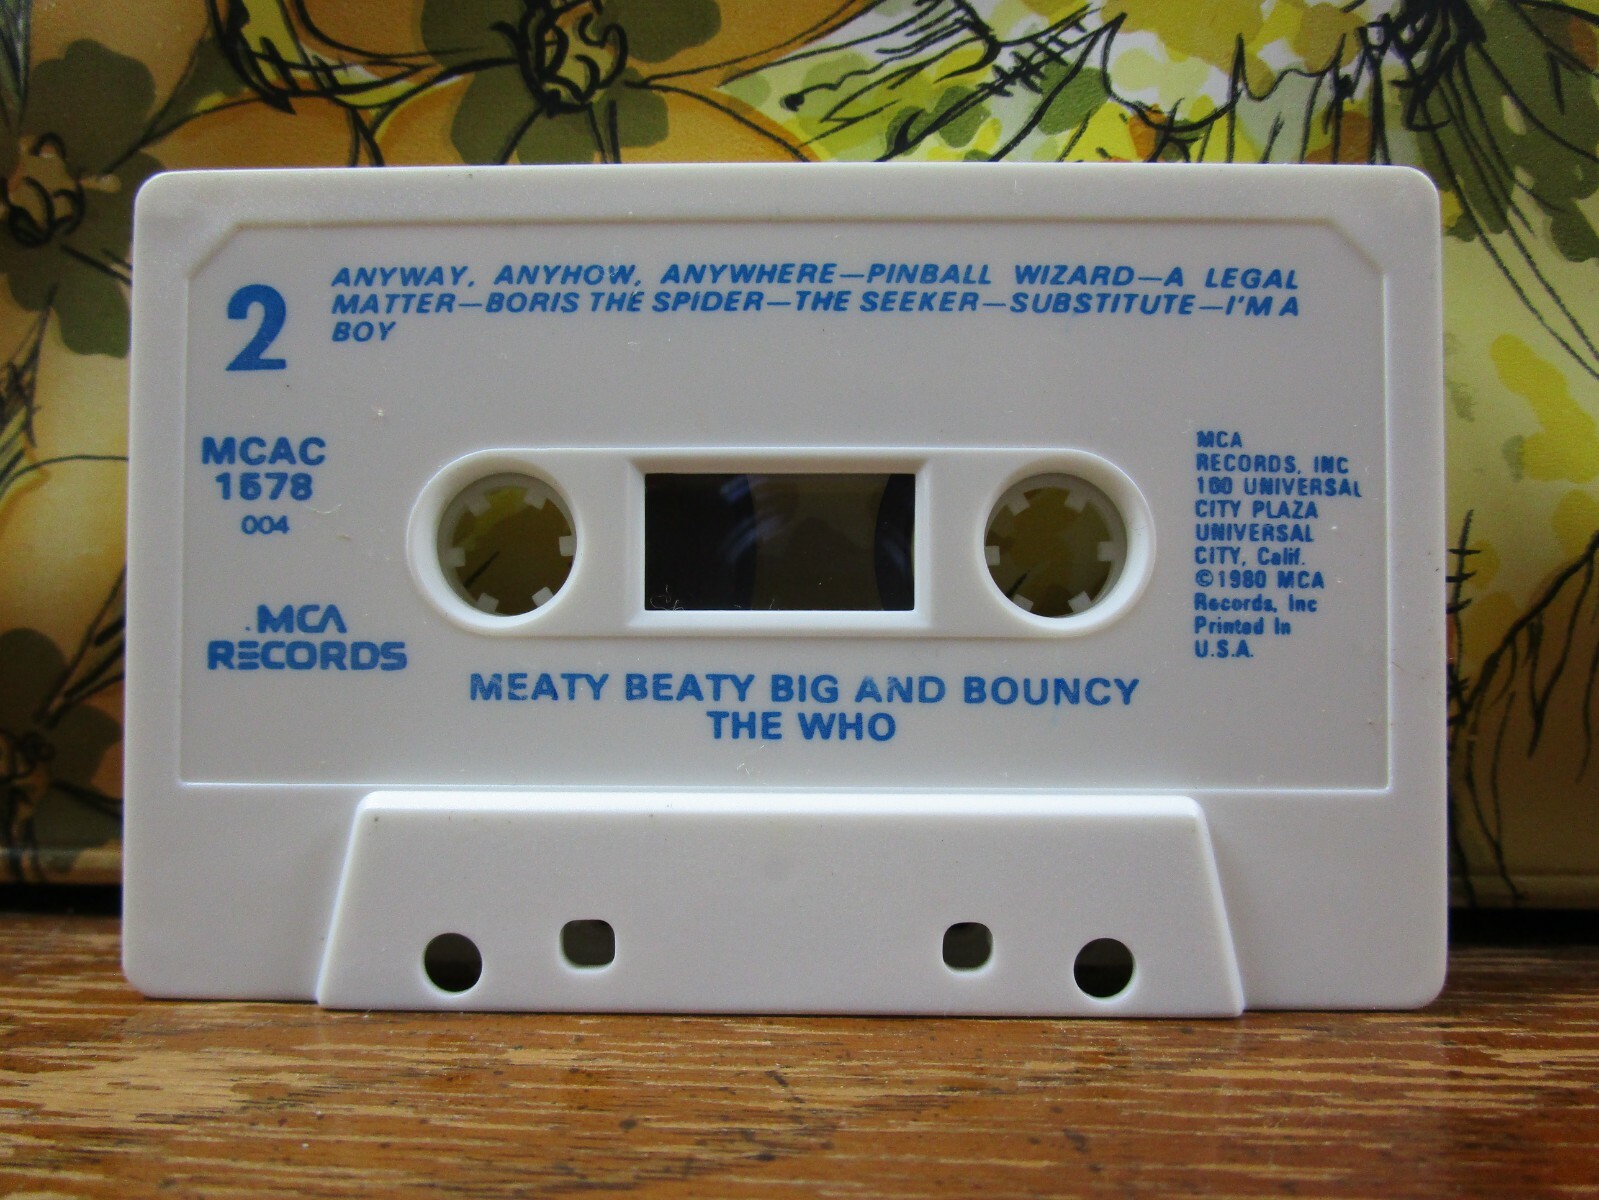 2
ANYWAY, ANYHOW, ANYWHERE—PINBALL WIZARD—A LEGAL
MATTER—BORIS THE SPIDER—THE SEEKER—SUBSTITUTE—I'M A
BOY
MCAC
1578
004
MCA
RECORDS
MCA
RECORDS, INC
100 UNIVERSAL
CITY PLAZA
UNIVERSAL
CITY, Calif.
©1980 MCA
Records, Inc
Printed In
U.S.A.
MEATY BEATY BIG AND BOUNCY
THE WHO